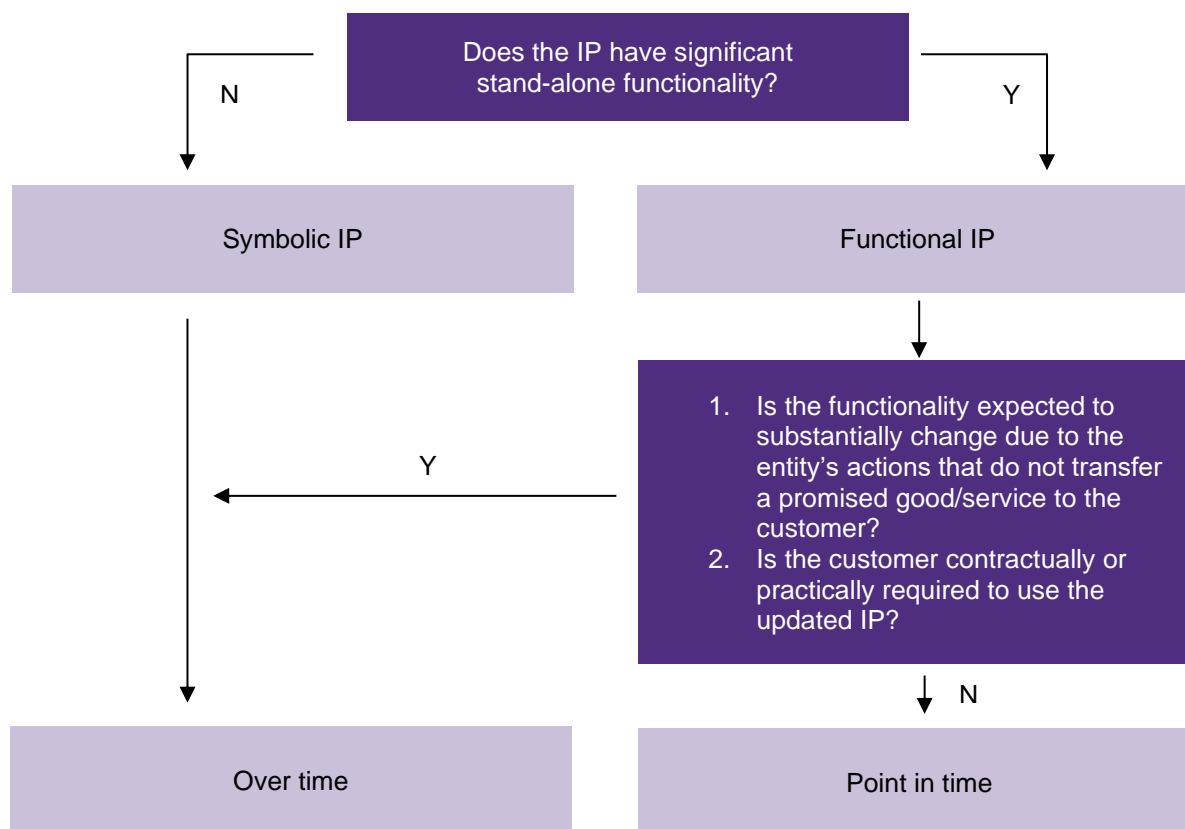 Does the IP have significant
stand-alone functionality?
N
Y
Symbolic IP
Functional IP
1. Is the functionality expected to
substantially change due to the
entity’s actions that do not transfer
a promised good/service to the
customer?
2. Is the customer contractually or
practically required to use the
updated IP?
Y
N
Over time
Point in time